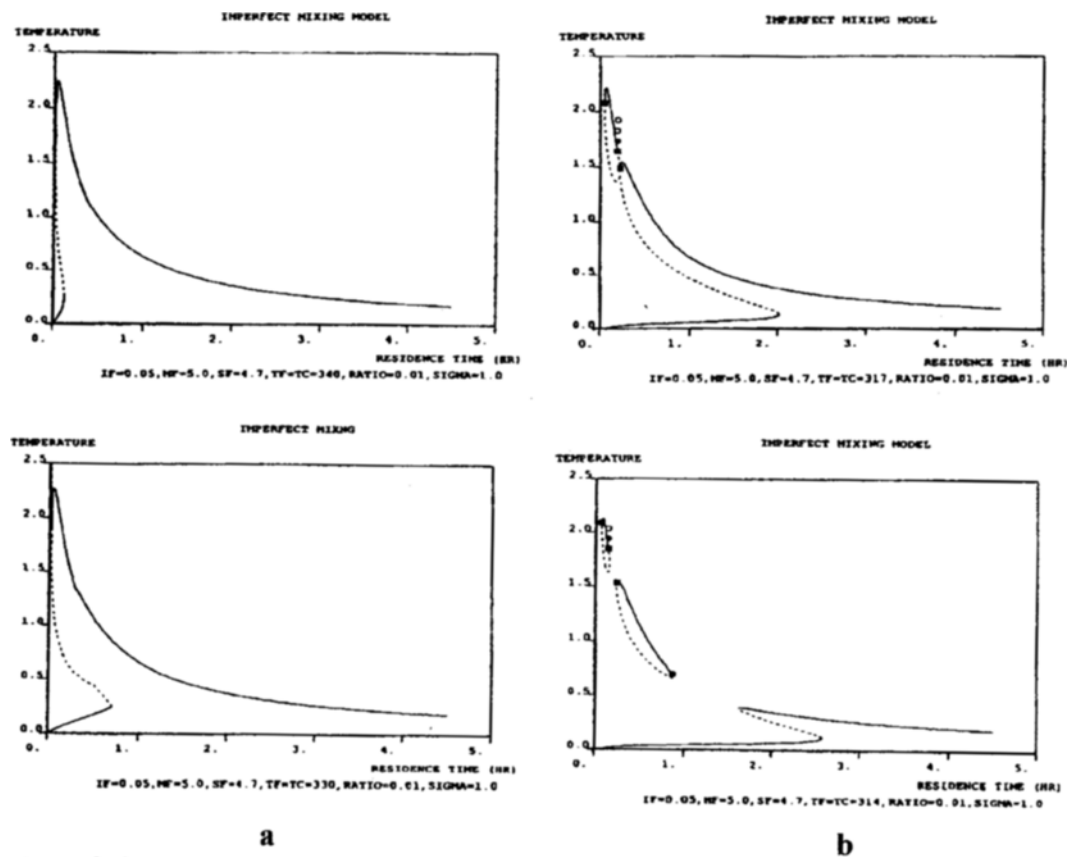 IMPERFECT MIXING MODEL
TEMPERATURE
2.5
2.0
1.5
1.0
0.5
0.0
0. 1. 2. 3. 4. 5.
RESIDENCE TIME (HR)
IF=0.05,MF=5.0,SF=4.7,TF=TC=340,RATIO=0.01,SIGMA=1.0
IMPERFECT MIXING MODEL
TEMPERATURE
2.5
2.0
1.5
1.0
0.5
0.0
0. 1. 2. 3. 4. 5.
RESIDENCE TIME (HR)
IF=0.05,MF=5.0,SF=4.7,TF=TC=317,RATIO=0.01,SIGMA=1.0
IMPERFECT MIXNG
TEMPERATURE
2.5
2.0
1.5
1.0
0.5
0.0
0. 1. 2. 3. 4. 5.
RESIDENCE TIME (HR)
IF=0.05,MF=5.0,SF=4.7,TF=TC=330,RATIO=0.01,SIGMA=1.0
a
IMPERFECT MIXING MODEL
TEMPERATURE
2.5
2.0
1.5
1.0
0.5
0.0
0. 1. 2. 3. 4. 5.
RESIDENCE TIME (HR)
IF=0.05,MF=5.0,SF=4.7,TF=TC=314,RATIO=0.01,SIGMA=1.0
b